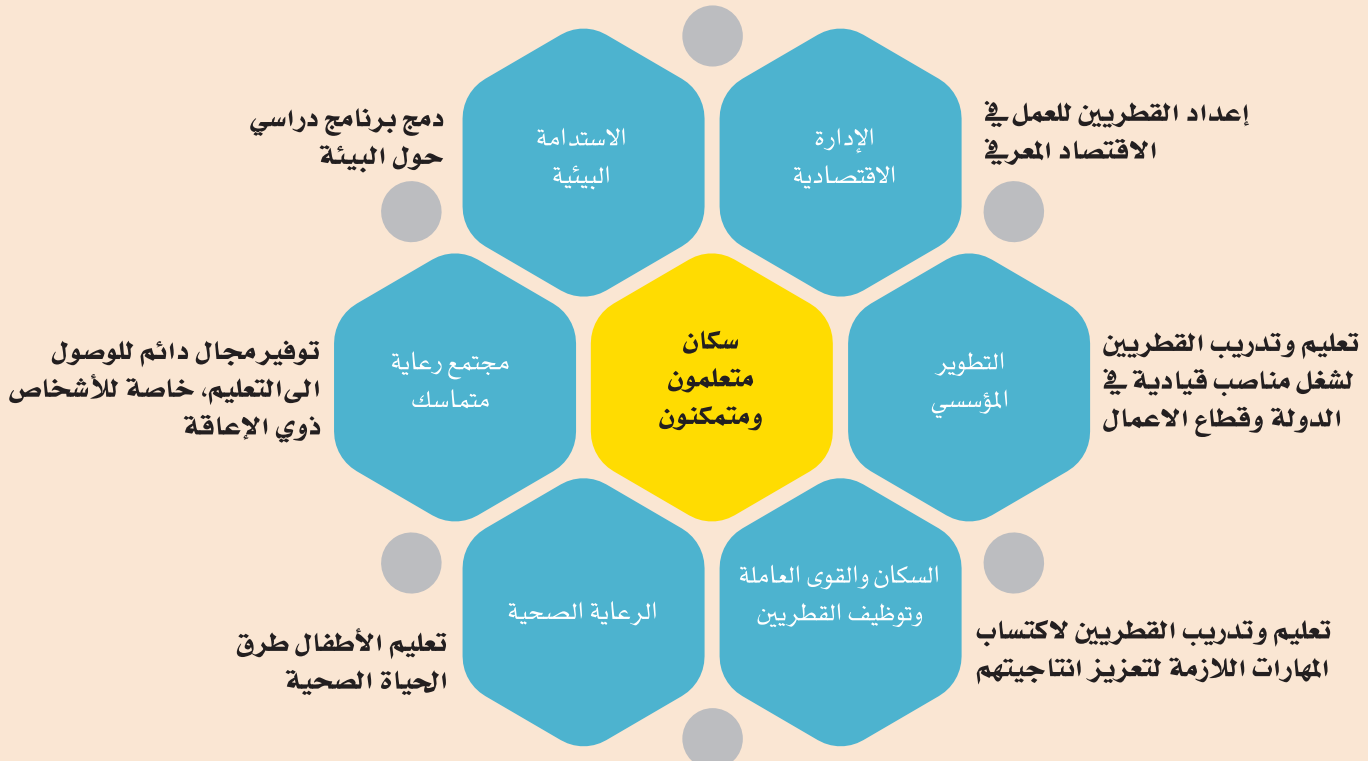 إعداد القطريين للعمل في
الاقتصاد المعرفي
الإدارة
الاقتصادية
الاستدامة
البيئية
دمج برنامج دراسي
حول البيئة
تعليم وتدريب القطريين
لشغل مناصب قيادية في
الدولة وقطاع الاعمال
التطوير
المؤسسي
سكان
متعلمون
ومتمكنون
مجتمع رعاية
متماسك
توفير مجال دائم للوصول
الى التعليم، خاصة للأشخاص
ذوي الإعاقة
تعليم وتدريب القطريين لاكتساب
المهارات اللازمة لتعزيز انتاجيتهم
السكان والقوى العاملة
وتوظيف القطريين
الرعاية الصحية
تعليم الأطفال طرق
الحياة الصحية